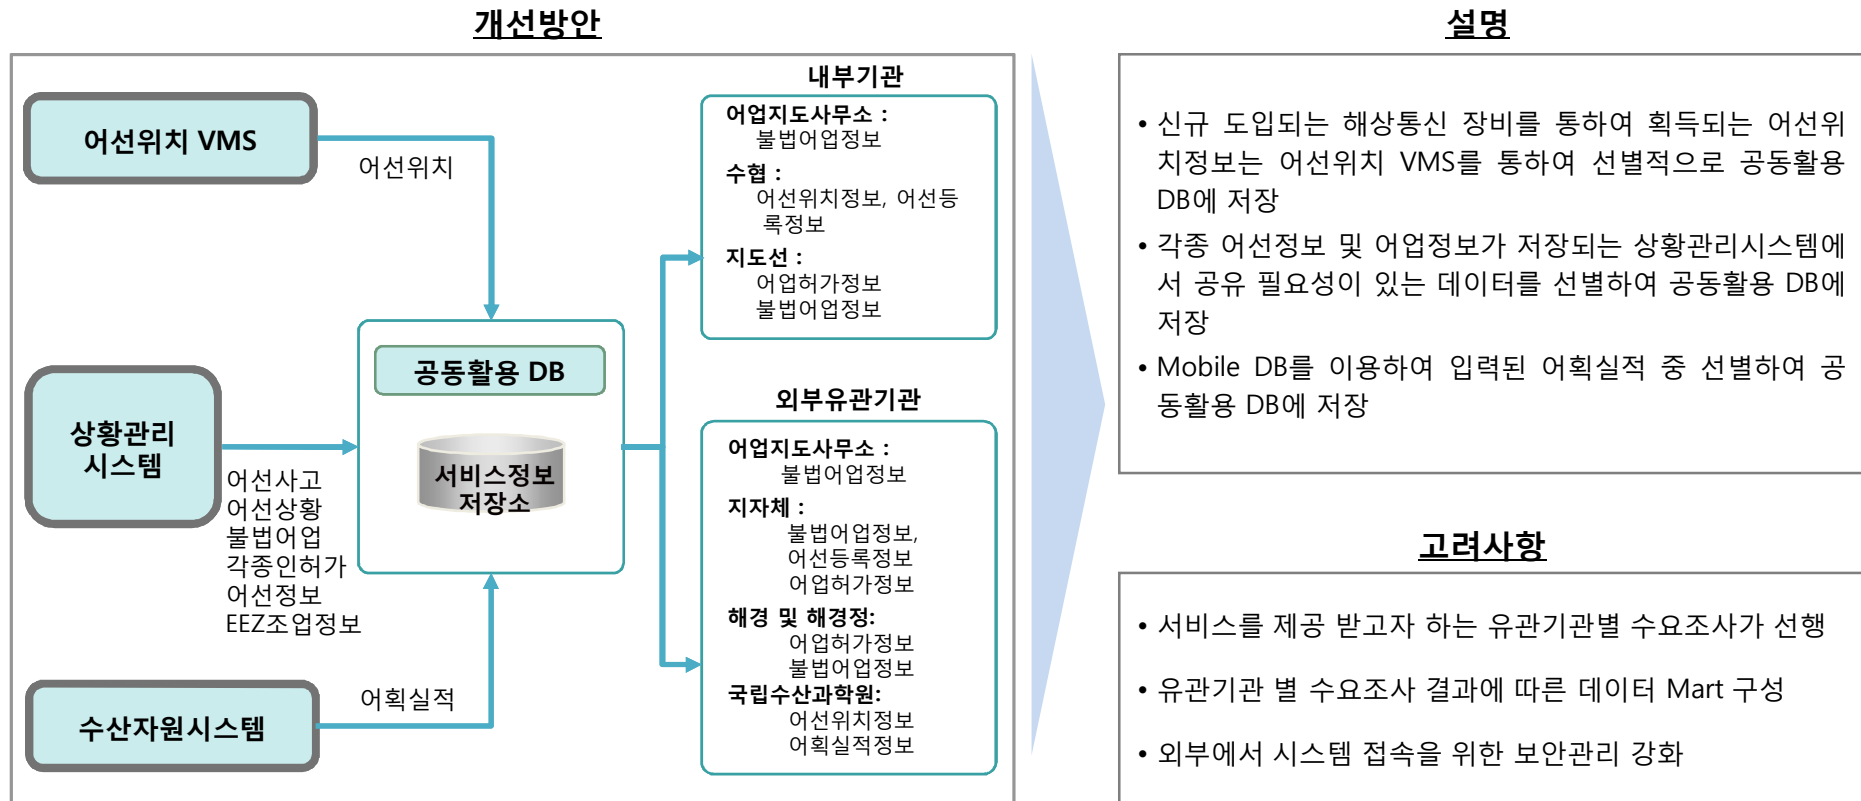 개선방안
어선위치 VMS
어선위치
상황관리
시스템
어선사고
어선상황
불법어업
각종인허가
어선정보
EEZ조업정보
수산자원시스템
어획실적
공동활용 DB
서비스정보
저장소
내부기관
어업지도사무소 :
불법어업정보
수협 :
어선위치정보, 어선등
록정보
지도선 :
어업허가정보
불법어업정보
외부유관기관
어업지도사무소 :
불법어업정보
지자체 :
불법어업정보,
어선등록정보
어업허가정보
해경 및 해경정:
어업허가정보
불법어업정보
국립수산과학원:
어선위치정보
어획실적정보
설명
• 신규 도입되는 해상통신 장비를 통하여 획득되는 어선위
치정보는 어선위치 VMS를 통하여 선별적으로 공동활용
DB에 저장
• 각종 어선정보 및 어업정보가 저장되는 상황관리시스템에
서 공유 필요성이 있는 데이터를 선별하여 공동활용 DB에
저장
• Mobile DB를 이용하여 입력된 어획실적 중 선별하여 공
동활용 DB에 저장
고려사항
• 서비스를 제공 받고자 하는 유관기관별 수요조사가 선행
• 유관기관 별 수요조사 결과에 따른 데이터 Mart 구성
• 외부에서 시스템 접속을 위한 보안관리 강화